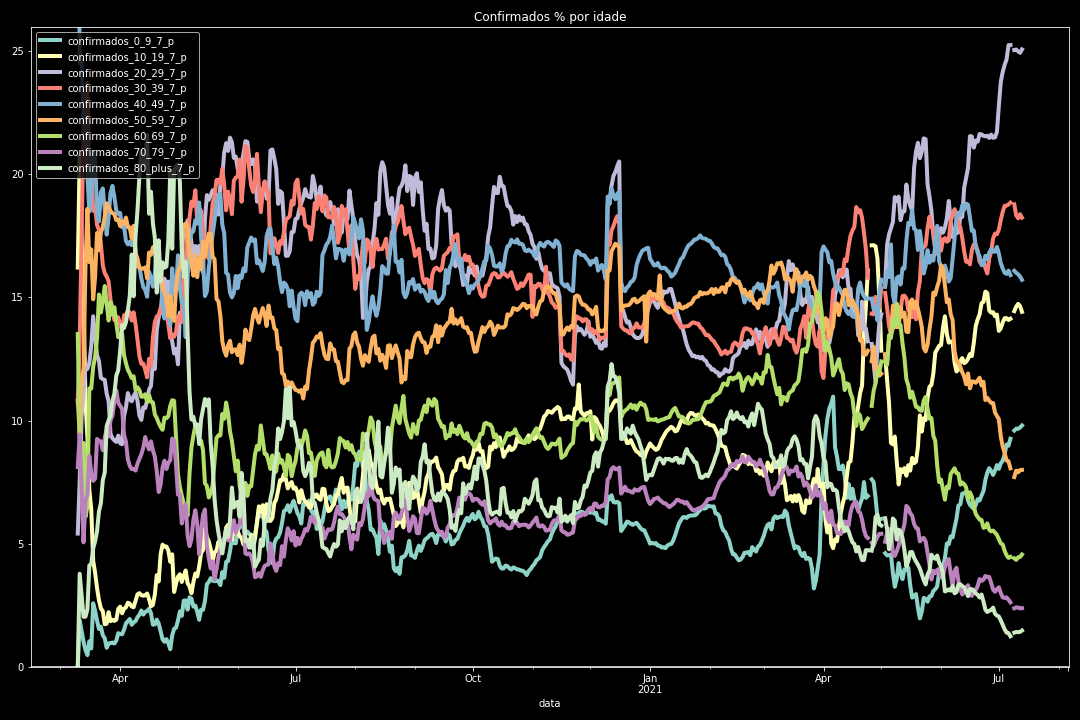 Confirmados % por idade
confirmados_0_9_7_p
confirmados_10_19_7_p
confirmados_20_29_7_p
confirmados_30_39_7_p
confirmados_40_49_7_p
confirmados_50_59_7_p
confirmados_60_69_7_p
confirmados_70_79_7_p
confirmados_80_plus_7_p
25
20
15
10
5
0
Apr
Jul
Oct
Jan
2021
Apr
Jul
data